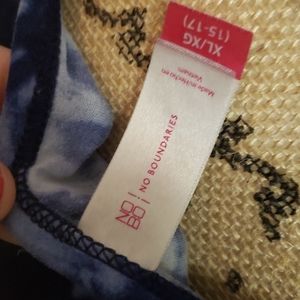 XL/XG
(15-17)
Made in/Hecho en
Vietnam
NO!
BO!
NO BOUNDARIES